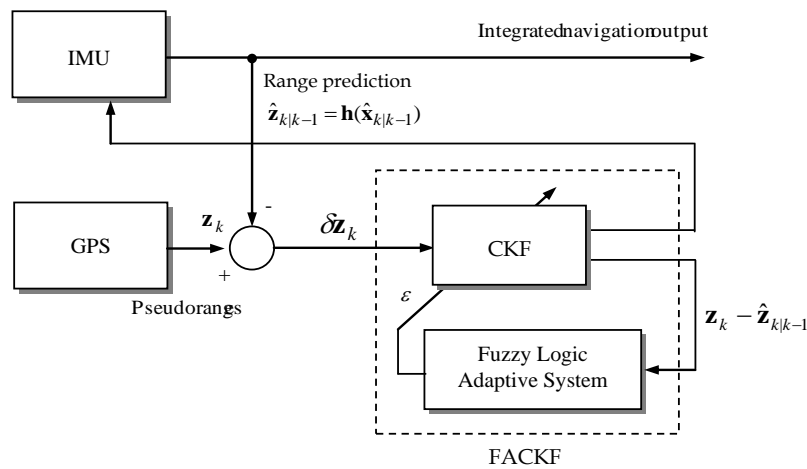 Integratednavigationoutput
IMU
Range prediction
ẑ_{k|k−1} = h(x̂_{k|k−1})
z_k
-
δz_k
GPS
+
Pseudoranges
CKF
ε
z_k − ẑ_{k|k−1}
Fuzzy Logic
Adaptive System
FACKF